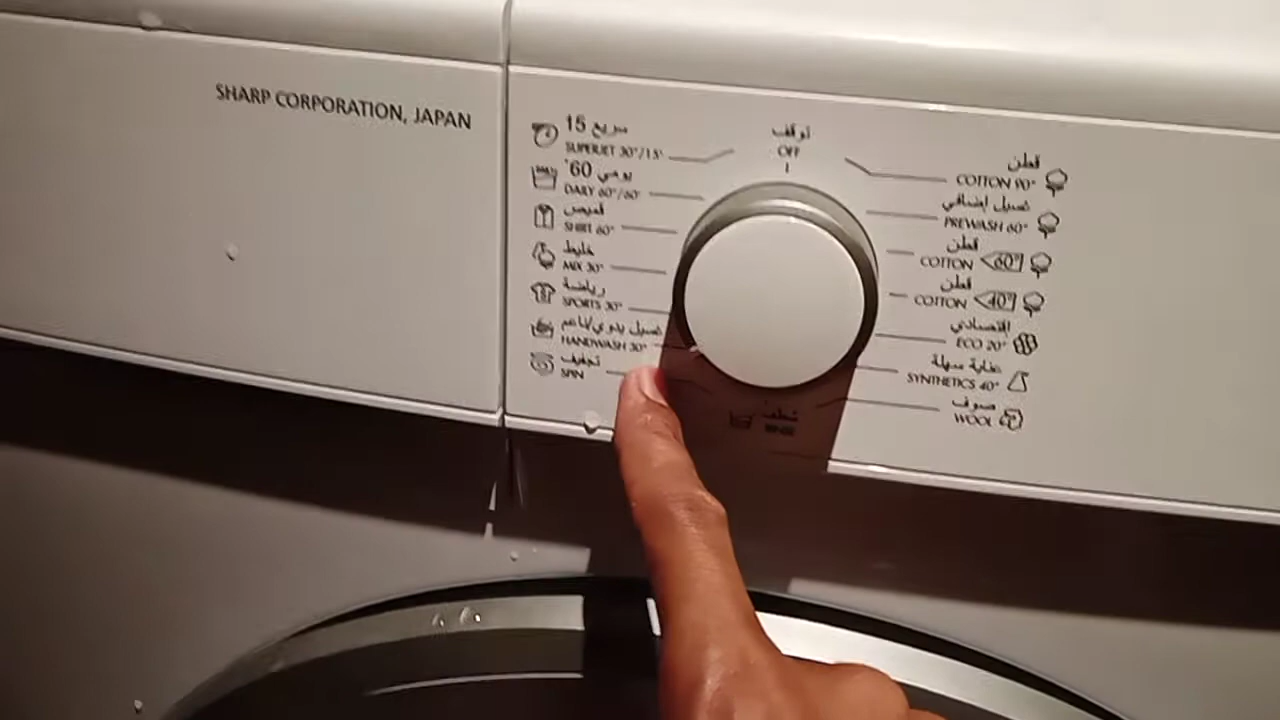 SHARP CORPORATION, JAPAN
سريع 15
SUPERJET 30°/15'
يومي 60'
DAILY 60°/60'
قميص
SHIRT 60°
خليط
MIX 30°
رياضة
SPORTS 30°
غسيل يدوي/ناعم
HANDWASH 30°
تجفيف
SPIN
توقف
OFF
قطن
COTTON 90°
غسيل إضافي
PREWASH 60°
قطن
COTTON 60°
قطن
COTTON 40°
إقتصادي
ECO 20°
عناية سهلة
SYNTHETICS 40°
صوف
WOOL
شطف